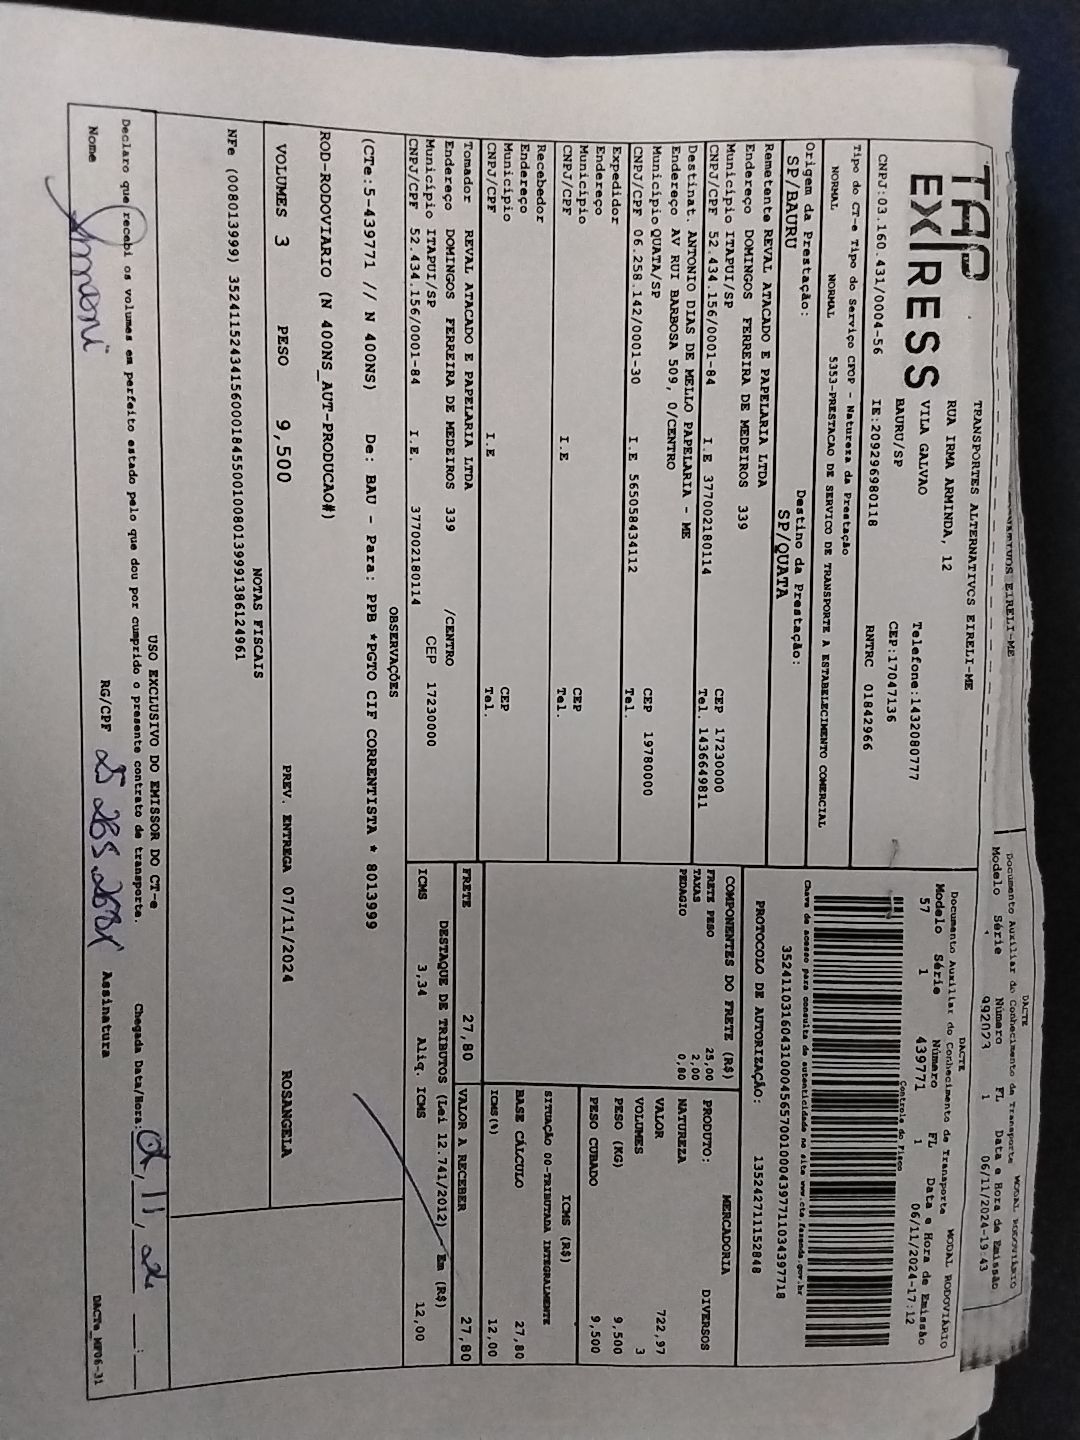 DACTE
Documento Auxiliar do Conhecimento de Transporte MODAL RODOVIÁRIO
Modelo Série Número FL Data e Hora de Emissão
992023 1 06/11/2024-19:43
TAP EXPRESS
TRANSPORTES ALTERNATIVOS EIRELI-ME
RUA IRMA ARMINDA, 12
VILA GALVAO Telefone:1432080777
BAURU/SP CEP:17047136
CNPJ:03.160.431/0004-56 IE:209296980118 RNTRC 01842966
DACTE
Documento Auxiliar do Conhecimento de Transporte MODAL RODOVIÁRIO
Modelo Série Número FL Data e Hora de Emissão
57 1 439771 1 06/11/2024-17:12
Controle do Fisco
Chave de acesso para consulta de autenticidade no site www.cte.fazenda.gov.br
35241103160431000456570010004397711034397718
PROTOCOLO DE AUTORIZAÇÃO: 135242711152848
Tipo do CT-e Tipo do Serviço CFOP - Natureza da Prestação
NORMAL NORMAL 5353-PRESTACAO DE SERVICO DE TRANSPORTE A ESTABELECIMENTO COMERCIAL
Origem da Prestação: Destino da Prestação:
SP/BAURU SP/QUATA
Remetente REVAL ATACADO E PAPELARIA LTDA
Endereço DOMINGOS FERREIRA DE MEDEIROS 339
Município ITAPUI/SP CEP 17230000
CNPJ/CPF 52.434.156/0001-84 I.E 377002180114 Tel. 1436649811
Destinat. ANTONIO DIAS DE MELLO PAPELARIA - ME
Endereço AV RUI BARBOSA 509, 0/CENTRO
Município QUATA/SP CEP 19780000
CNPJ/CPF 06.258.142/0001-30 I.E 565058434112 Tel.
Expedidor
Endereço
Município CEP
CNPJ/CPF I.E Tel.
Recebedor
Endereço
Município CEP
CNPJ/CPF I.E Tel.
Tomador REVAL ATACADO E PAPELARIA LTDA
Endereço DOMINGOS FERREIRA DE MEDEIROS 339 /CENTRO
Município ITAPUI/SP CEP 17230000
CNPJ/CPF 52.434.156/0001-84 I.E. 377002180114
COMPONENTES DO FRETE (R$)
FRETE PESO 25,00
TAXAS 2,00
PEDAGIO 0,80
MERCADORIA
PRODUTO: DIVERSOS
NATUREZA
VALOR 722,97
VOLUMES 3
PESO (KG) 9,500
PESO CUBADO 9,500
ICMS (R$)
SITUAÇÃO 00-TRIBUTADA INTEGRALMENTE
BASE CÁLCULO 27,80
ICMS(%) 12,00
FRETE 27,80 VALOR A RECEBER 27,80
DESTAQUE DE TRIBUTOS (Lei 12.741/2012) - Em (R$)
ICMS 3,34 Aliq. ICMS 12,00
OBSERVAÇÕES
(CTe:5-439771 // N 400NS) De: BAU - Para: PPB *PGTO CIF CORRENTISTA * 8013999
ROD-RODOVIARIO (N 400NS_AUT-PRODUCAO#)
VOLUMES 3 PESO 9,500 PREV. ENTREGA 07/11/2024 ROSANGELA
NOTAS FISCAIS
NFe (008013999) 35241152434156000184550010080139991386124961
USO EXCLUSIVO DO EMISSOR DO CT-e
Declaro que recebi os volumes em perfeito estado pelo que dou por cumprido o presente contrato de transporte. Chegada Data/Hora:
Nome RG/CPF Assinatura
DACTe_MF06-31